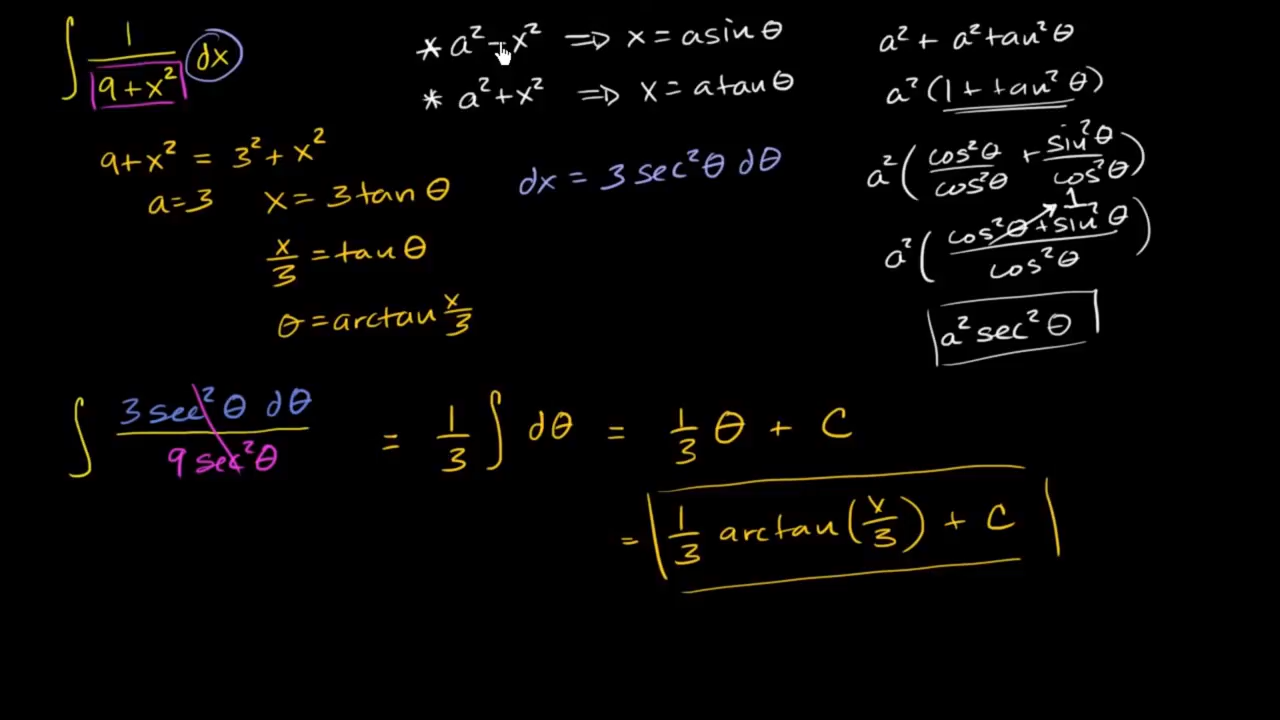 ∫ 1/(9+x²) dx
* a² - x² ⇒ x = a sin θ
* a² + x² ⇒ x = a tan θ
9+x² = 3² + x²
a = 3 x = 3 tan θ
x/3 = tan θ
θ = arctan x/3
dx = 3 sec² θ dθ
a² + a² tan² θ
a² (1 + tan² θ)
a² (cos² θ/cos² θ + sin² θ/cos² θ)
1
a² ((cos² θ + sin² θ)/cos² θ)
a² sec² θ
∫ (3 sec² θ dθ)/(9 sec² θ) = 1/3 ∫ dθ = 1/3 θ + C
= 1/3 arctan(x/3) + C